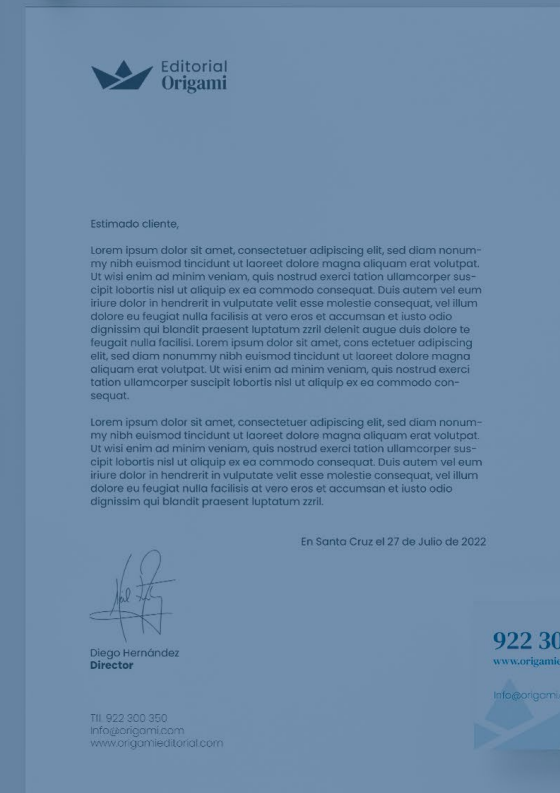 Editorial
Origami
Estimado cliente,
Lorem ipsum dolor sit amet, consectetuer adipiscing elit, sed diam nonum-
my nibh euismod tincidunt ut laoreet dolore magna aliquam erat volutpat.
Ut wisi enim ad minim veniam, quis nostrud exerci tation ullamcorper sus-
cipit lobortis nisl ut aliquip ex ea commodo consequat. Duis autem vel eum
iriure dolor in hendrerit in vulputate velit esse molestie consequat, vel illum
dolore eu feugiat nulla facilisis at vero eros et accumsan et iusto odio
dignissim qui blandit praesent luptatum zzril delenit augue duis dolore te
feugait nulla facilisi. Lorem ipsum dolor sit amet, cons ectetuer adipiscing
elit, sed diam nonummy nibh euismod tincidunt ut laoreet dolore magna
aliquam erat volutpat. Ut wisi enim ad minim veniam, quis nostrud exerci
tation ullamcorper suscipit lobortis nisl ut aliquip ex ea commodo con-
sequat.
Lorem ipsum dolor sit amet, consectetuer adipiscing elit, sed diam nonum-
my nibh euismod tincidunt ut laoreet dolore magna aliquam erat volutpat.
Ut wisi enim ad minim veniam, quis nostrud exerci tation ullamcorper sus-
cipit lobortis nisl ut aliquip ex ea commodo consequat. Duis autem vel eum
iriure dolor in hendrerit in vulputate velit esse molestie consequat, vel illum
dolore eu feugiat nulla facilisis at vero eros et accumsan et iusto odio
dignissim qui blandit praesent luptatum zzril.
En Santa Cruz el 27 de Julio de 2022
Diego Hernández
Director
Tlf. 922 300 350
Info@origami.com
www.origamieditorial.com
922 30
www.origamie
Info@origami